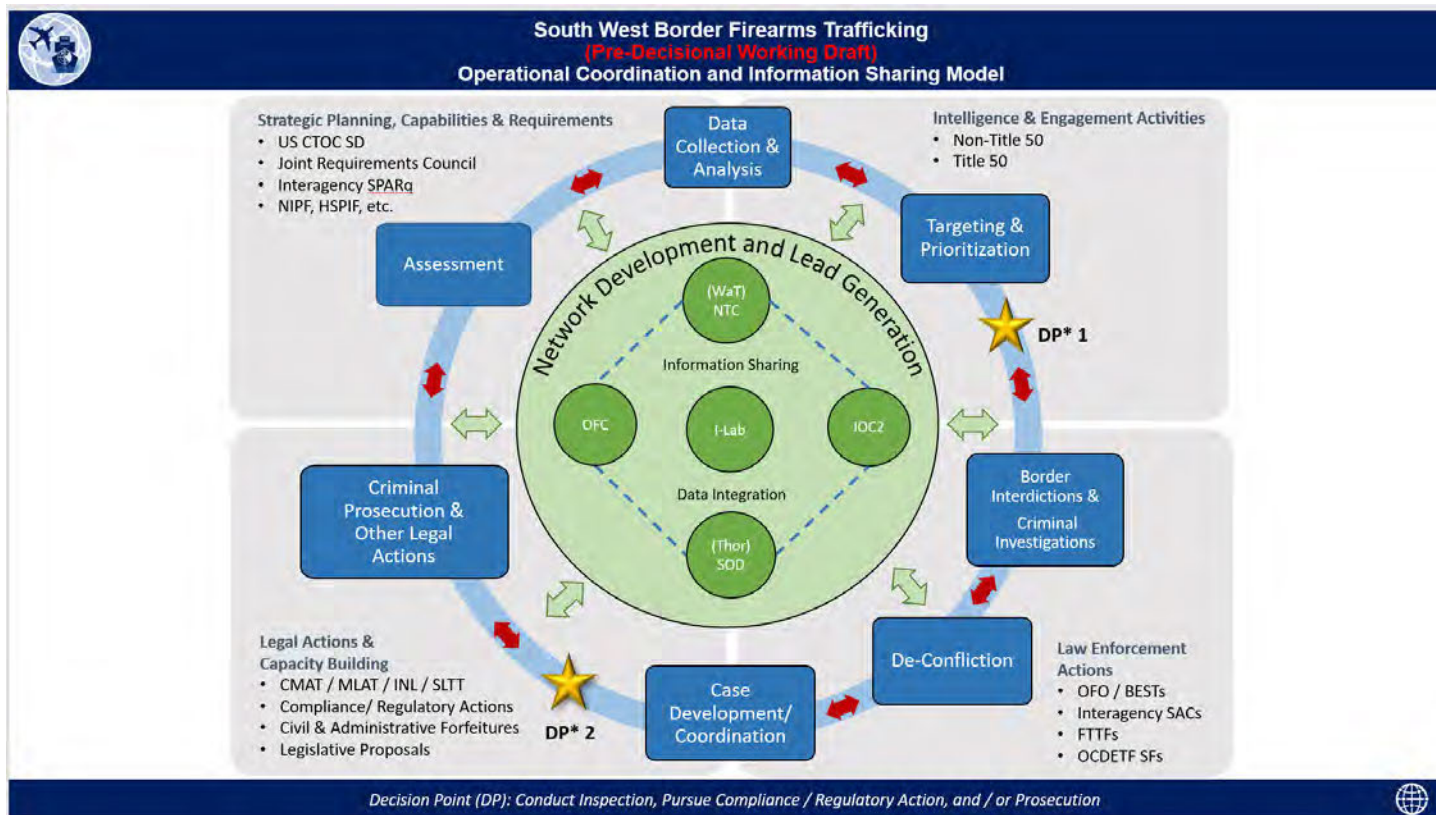 South West Border Firearms Trafficking
(Pre-Decisional Working Draft)
Operational Coordination and Information Sharing Model
Strategic Planning, Capabilities & Requirements
• US CTOC SD
• Joint Requirements Council
• Interagency SPARq
• NIPF, HSPIF, etc.
Data
Collection &
Analysis
Intelligence & Engagement Activities
• Non-Title 50
• Title 50
Assessment
Targeting &
Prioritization
Network Development and Lead Generation
(WaT)
NTC
DP* 1
Information Sharing
OFC
I-Lab
JOC2
Data Integration
(Thor)
SOD
Criminal
Prosecution &
Other Legal
Actions
Border
Interdictions &
Criminal
Investigations
Legal Actions &
Capacity Building
• CMAT / MLAT / INL / SLTT
• Compliance/ Regulatory Actions
• Civil & Administrative Forfeitures
• Legislative Proposals
DP* 2
Case
Development/
Coordination
De-Confliction
Law Enforcement
Actions
• OFO / BESTs
• Interagency SACs
• FTTFs
• OCDETF SFs
Decision Point (DP): Conduct Inspection, Pursue Compliance / Regulatory Action, and / or Prosecution